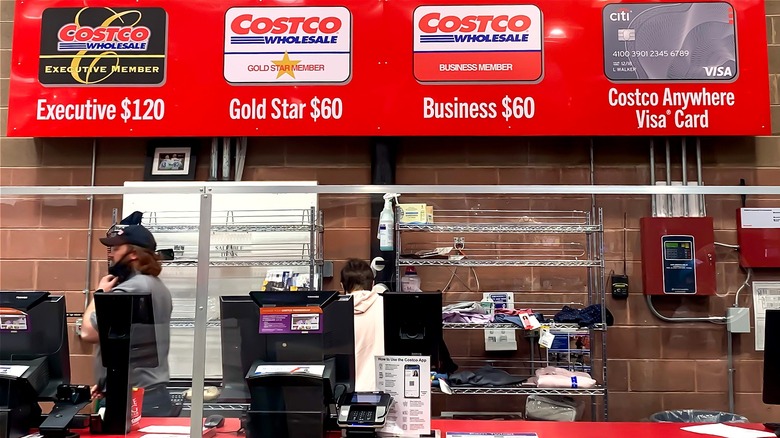 COSTCO
WHOLESALE
EXECUTIVE MEMBER
Executive $120
COSTCO
WHOLESALE
GOLD STAR MEMBER
Gold Star $60
COSTCO
WHOLESALE
BUSINESS MEMBER
Business $60
citi
4100 3901 2345 6789
L WALKER
VISA
Costco Anywhere
Visa® Card
How to Use the Costco App